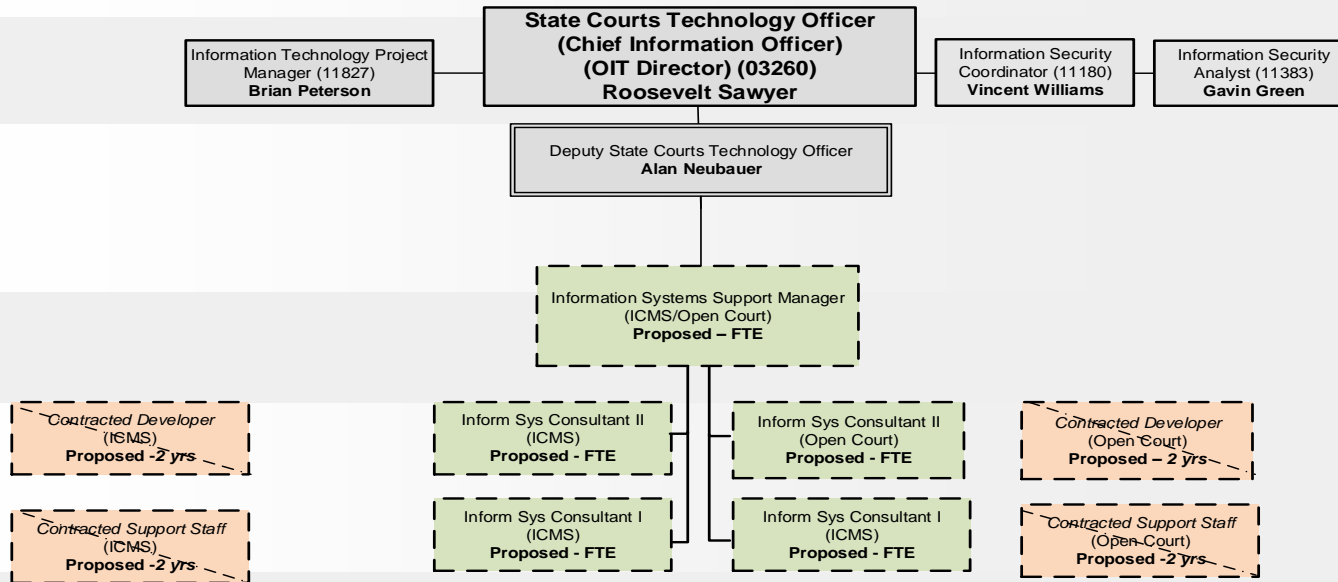 State Courts Technology Officer
(Chief Information Officer)
(OIT Director) (03260)
Roosevelt Sawyer
Information Technology Project
Manager (11827)
Brian Peterson
Information Security
Coordinator (11180)
Vincent Williams
Information Security
Analyst (11383)
Gavin Green
Deputy State Courts Technology Officer
Alan Neubauer
Information Systems Support Manager
(ICMS/Open Court)
Proposed – FTE
Contracted Developer
(ICMS)
Proposed -2 yrs
Inform Sys Consultant II
(ICMS)
Proposed - FTE
Inform Sys Consultant II
(Open Court)
Proposed - FTE
Contracted Developer
(Open Court)
Proposed – 2 yrs
Contracted Support Staff
(ICMS)
Proposed -2 yrs
Inform Sys Consultant I
(ICMS)
Proposed - FTE
Inform Sys Consultant I
(ICMS)
Proposed - FTE
Contracted Support Staff
(Open Court)
Proposed -2 yrs